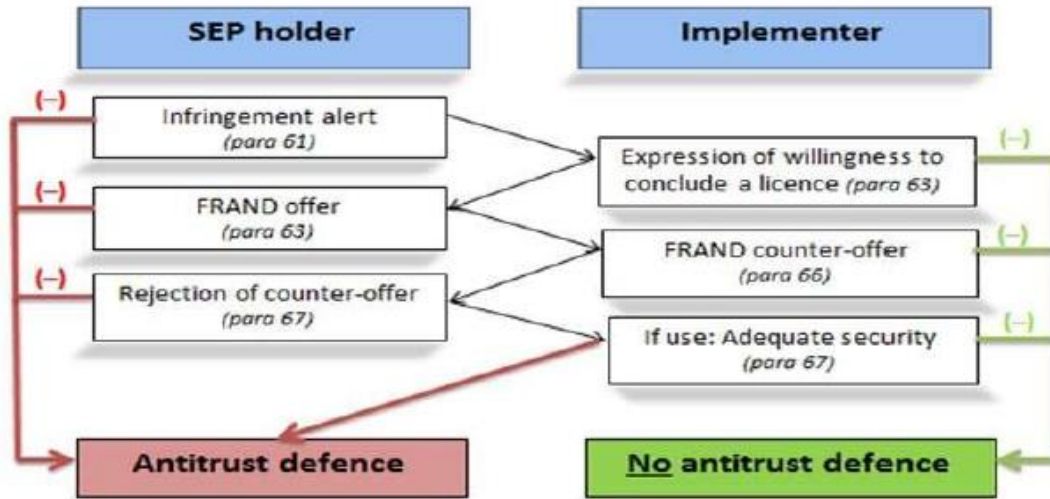 SEP holder
Implementer
(–)
Infringement alert
(para 61)
(–)
Expression of willingness to
conclude a licence (para 63)
(–)
FRAND offer
(para 63)
(–)
FRAND counter-offer
(para 66)
(–)
Rejection of counter-offer
(para 67)
(–)
If use: Adequate security
(para 67)
Antitrust defence
No antitrust defence